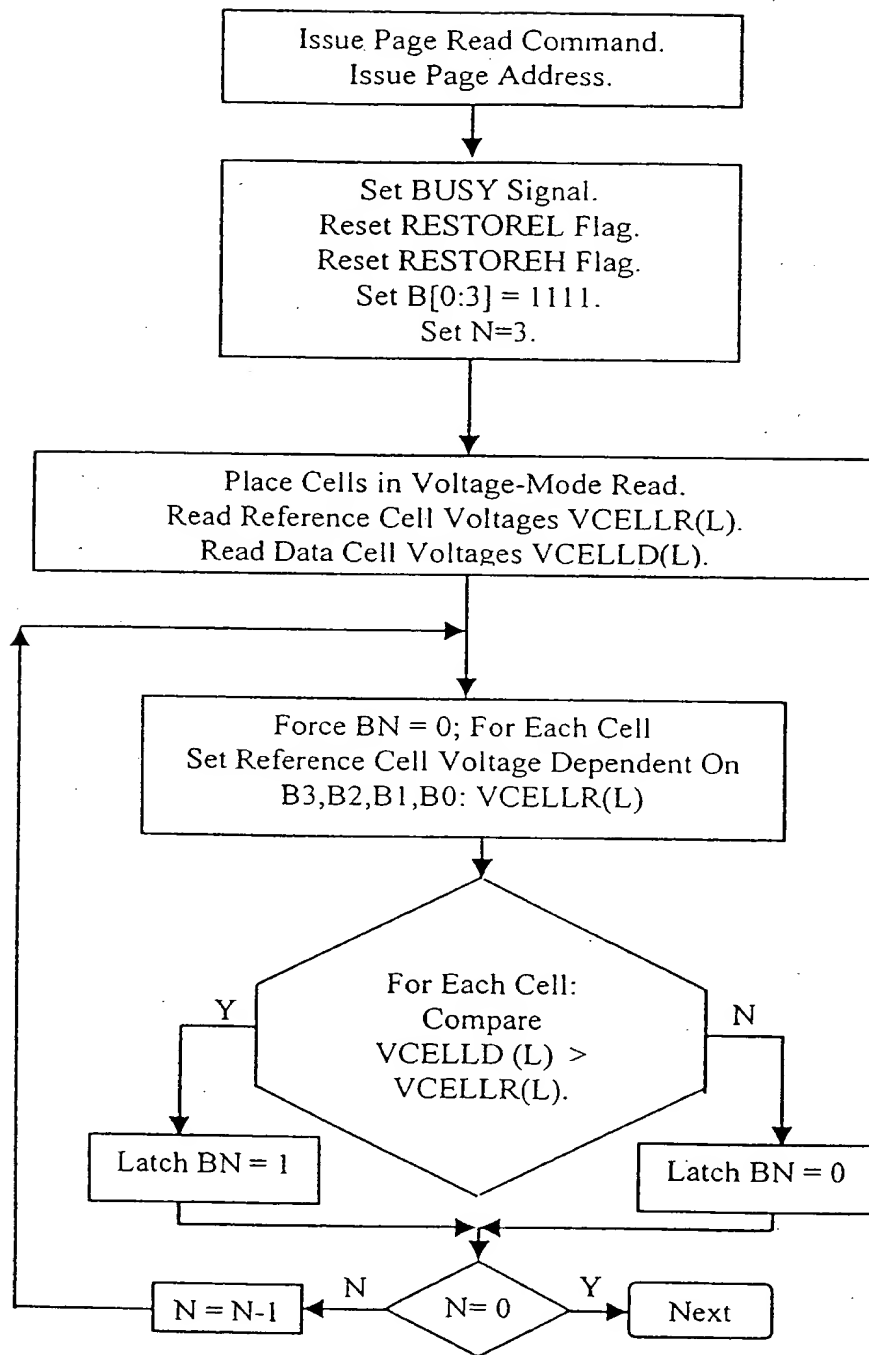 Issue Page Read Command.
Issue Page Address.
Set BUSY Signal.
Reset RESTOREL Flag.
Reset RESTOREH Flag.
Set B[0:3] = 1111.
Set N=3.
Place Cells in Voltage-Mode Read.
Read Reference Cell Voltages VCELLR(L).
Read Data Cell Voltages VCELLD(L).
Force BN = 0; For Each Cell
Set Reference Cell Voltage Dependent On
B3,B2,B1,B0: VCELLR(L)
For Each Cell:
Compare
VCELLD (L) >
VCELLR(L).
Y
N
Latch BN = 1
Latch BN = 0
N = N-1
N
N= 0
Y
Next